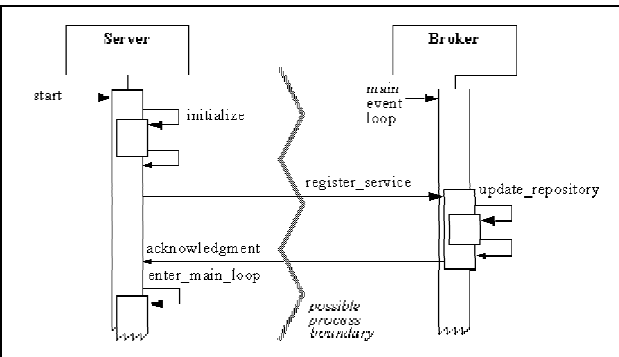 Server
Broker
start
main
event
loop
initialize
register_service
update_repository
acknowledgment
enter_main_loop
possible
process
boundary